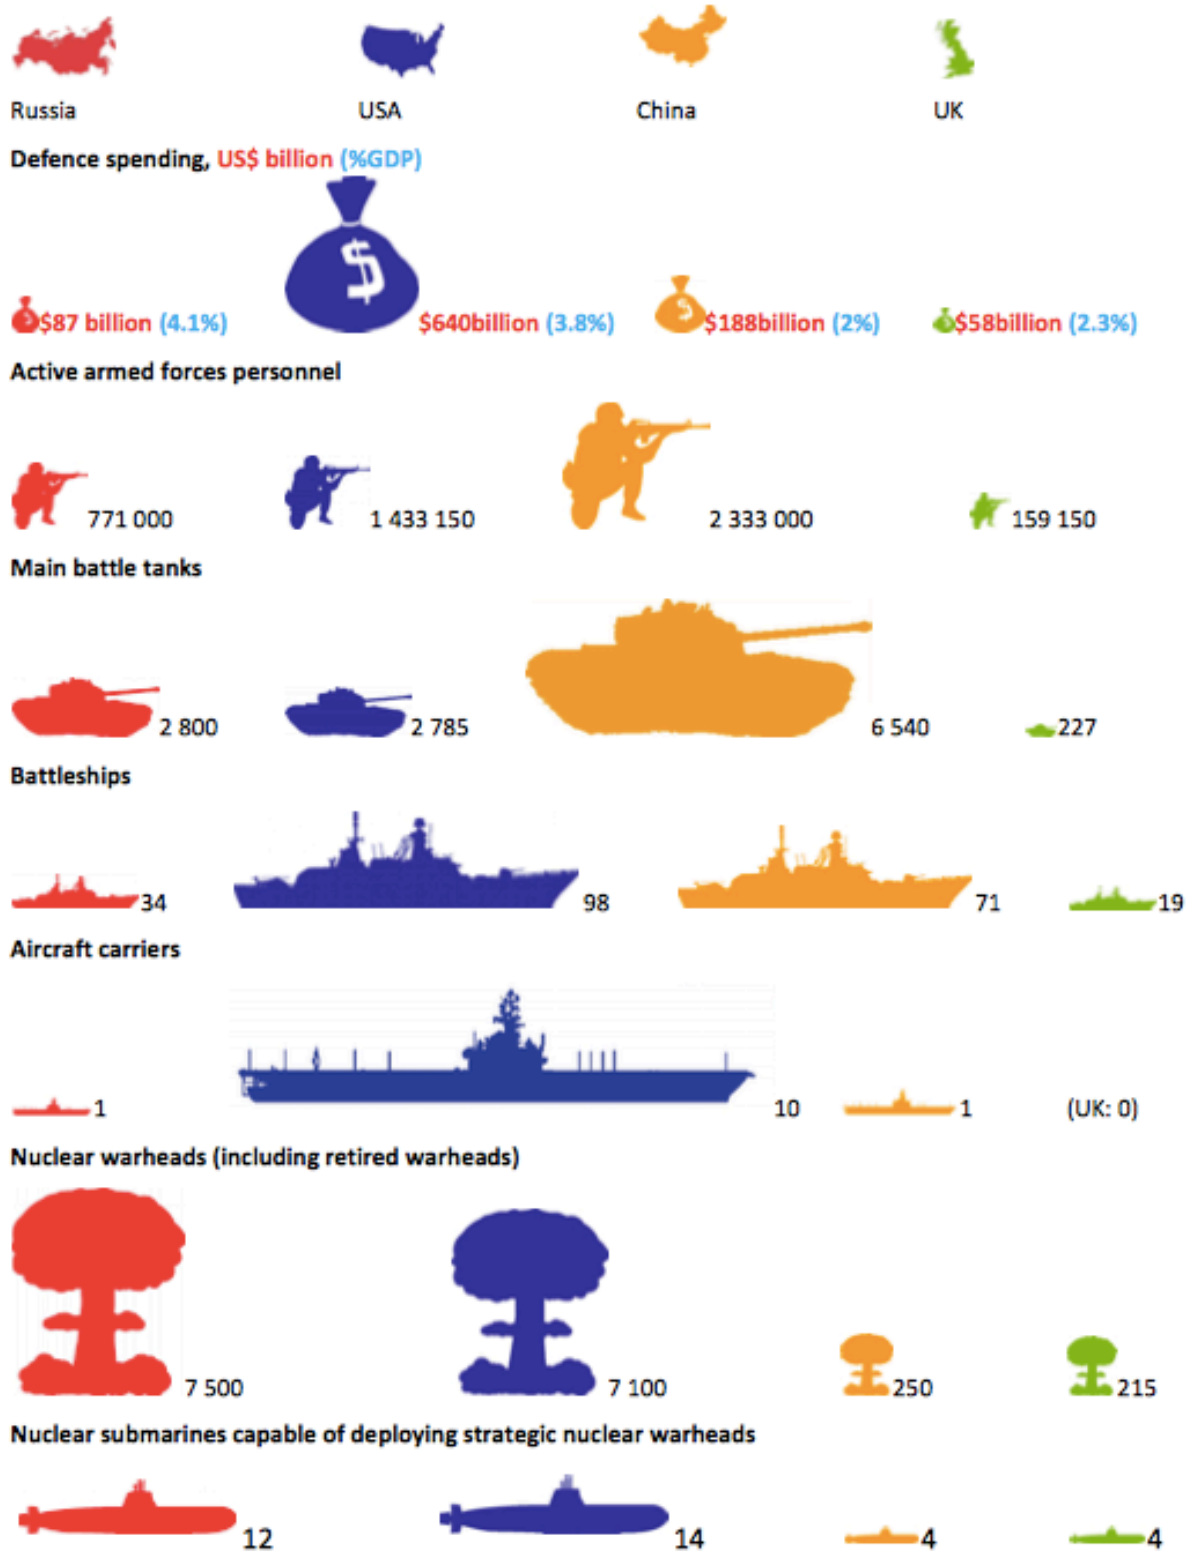 Russia USA China UK
Defence spending, US$ billion (%GDP)
$87 billion (4.1%) $640billion (3.8%) $188billion (2%) $58billion (2.3%)
Active armed forces personnel
771 000 1 433 150 2 333 000 159 150
Main battle tanks
2 800 2 785 6 540 227
Battleships
34 98 71 19
Aircraft carriers
1 10 1 (UK: 0)
Nuclear warheads (including retired warheads)
7 500 7 100 250 215
Nuclear submarines capable of deploying strategic nuclear warheads
12 14 4 4